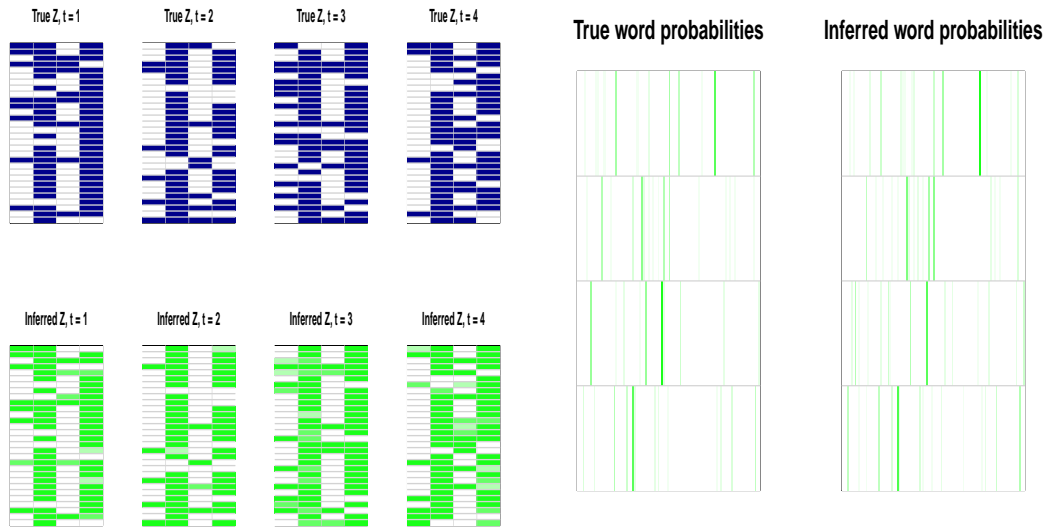 True Z, t = 1
True Z, t = 2
True Z, t = 3
True Z, t = 4
True word probabilities
Inferred word probabilities
Inferred Z, t = 1
Inferred Z, t = 2
Inferred Z, t = 3
Inferred Z, t = 4